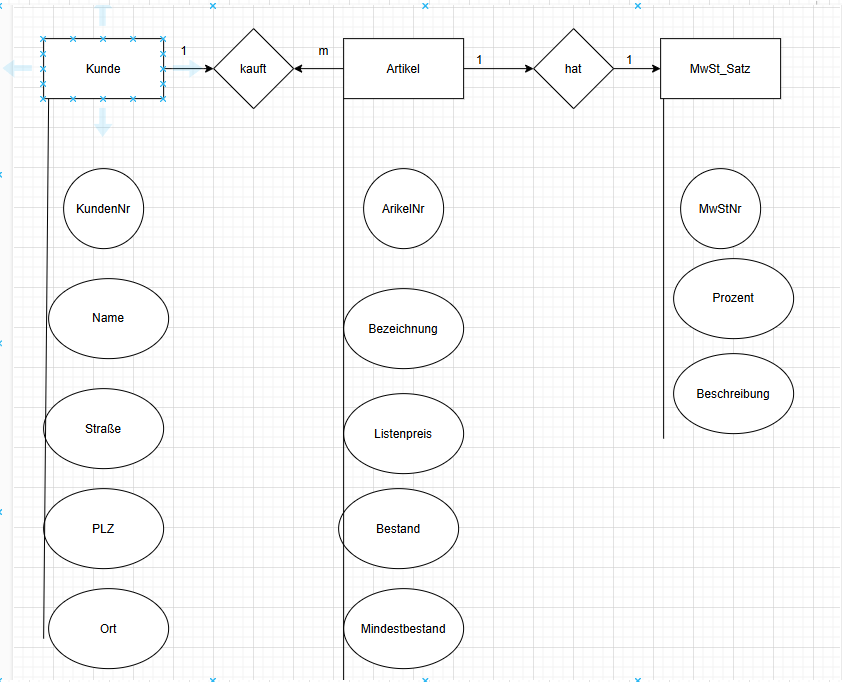 1
m
1
1
Kunde
kauft
Artikel
hat
MwSt_Satz
KundenNr
ArikelNr
MwStNr
Prozent
Name
Bezeichnung
Beschreibung
Straße
Listenpreis
PLZ
Bestand
Ort
Mindestbestand